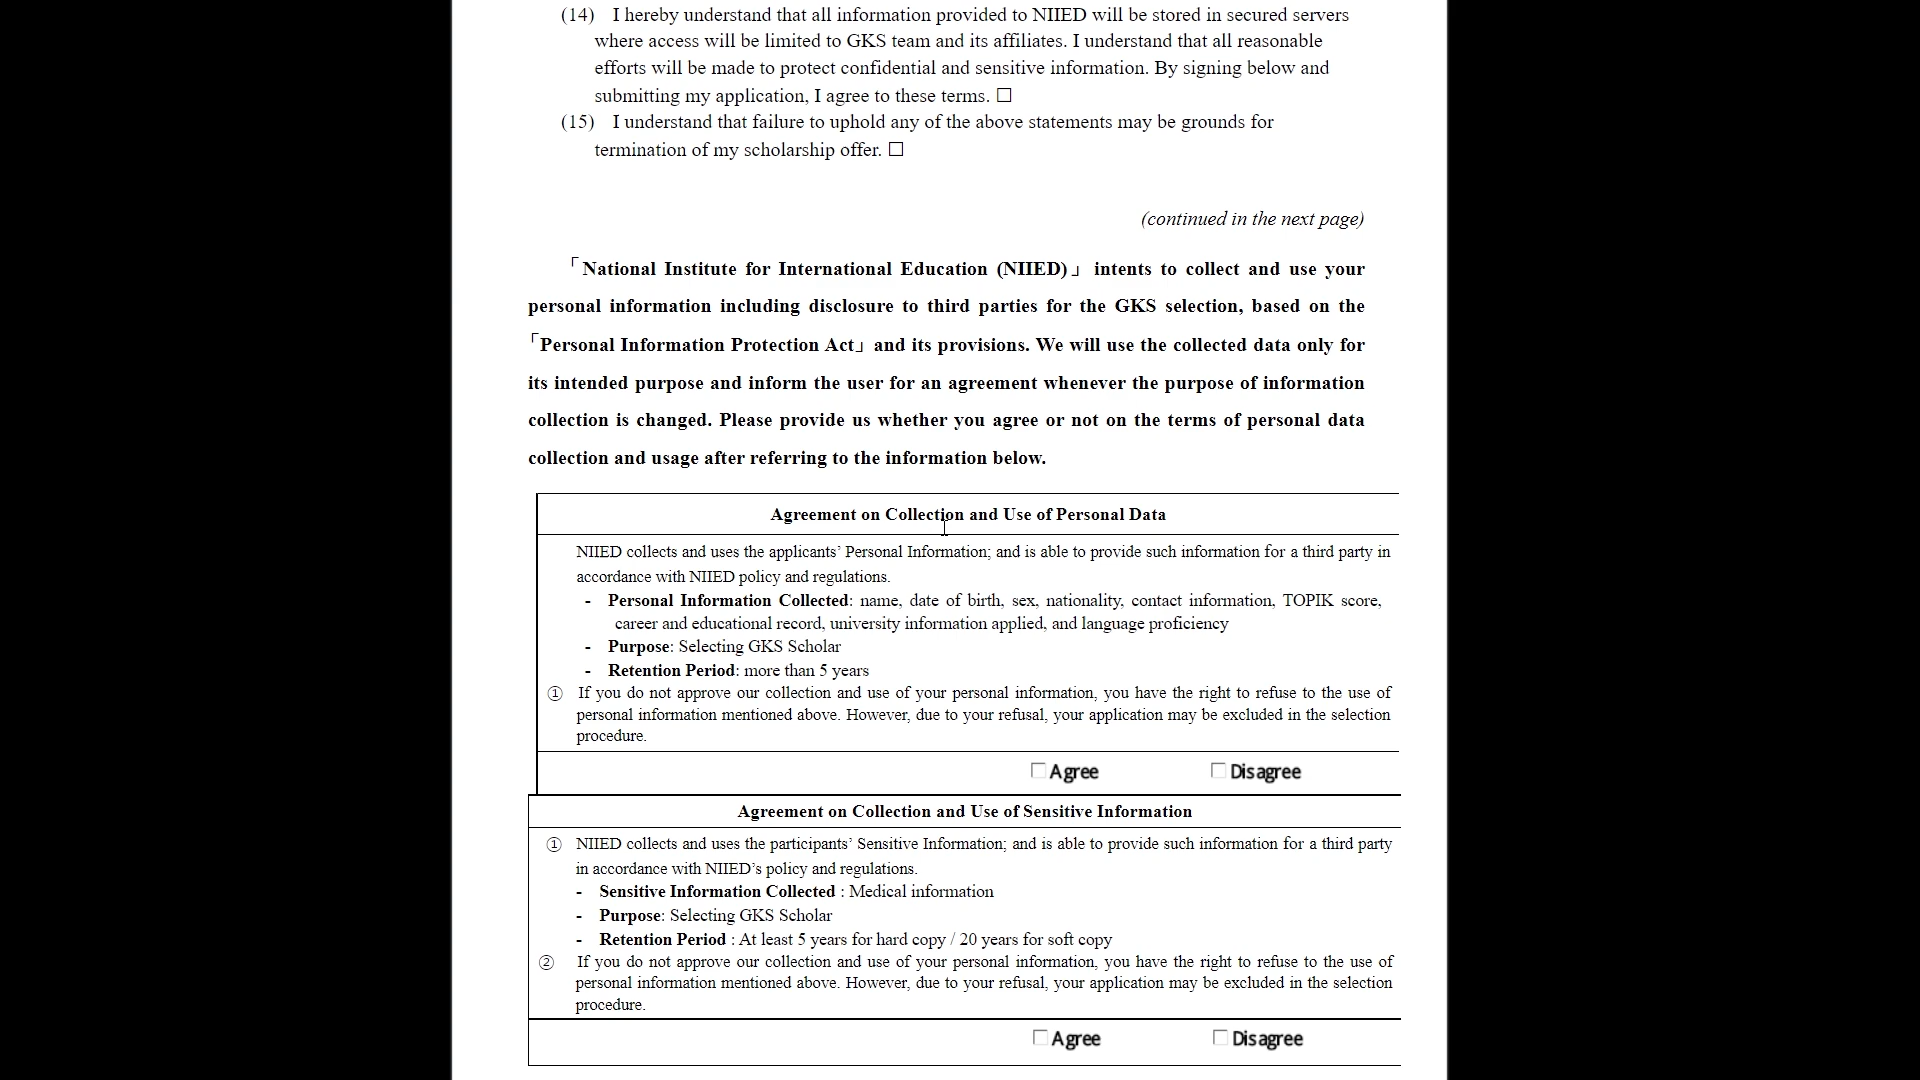 (14) I hereby understand that all information provided to NIIED will be stored in secured servers
where access will be limited to GKS team and its affiliates. I understand that all reasonable
efforts will be made to protect confidential and sensitive information. By signing below and
submitting my application, I agree to these terms. ☐
(15) I understand that failure to uphold any of the above statements may be grounds for
termination of my scholarship offer. ☐
(continued in the next page)
「National Institute for International Education (NIIED)」 intents to collect and use your
personal information including disclosure to third parties for the GKS selection, based on the
「Personal Information Protection Act」 and its provisions. We will use the collected data only for
its intended purpose and inform the user for an agreement whenever the purpose of information
collection is changed. Please provide us whether you agree or not on the terms of personal data
collection and usage after referring to the information below.
Agreement on Collection and Use of Personal Data
NIIED collects and uses the applicants’ Personal Information; and is able to provide such information for a third party in
accordance with NIIED policy and regulations.
- Personal Information Collected: name, date of birth, sex, nationality, contact information, TOPIK score,
career and educational record, university information applied, and language proficiency
- Purpose: Selecting GKS Scholar
- Retention Period: more than 5 years
① If you do not approve our collection and use of your personal information, you have the right to refuse to the use of
personal information mentioned above. However, due to your refusal, your application may be excluded in the selection
procedure.
☐ Agree ☐ Disagree
Agreement on Collection and Use of Sensitive Information
① NIIED collects and uses the participants’ Sensitive Information; and is able to provide such information for a third party
in accordance with NIIED’s policy and regulations.
- Sensitive Information Collected : Medical information
- Purpose: Selecting GKS Scholar
- Retention Period : At least 5 years for hard copy / 20 years for soft copy
② If you do not approve our collection and use of your personal information, you have the right to refuse to the use of
personal information mentioned above. However, due to your refusal, your application may be excluded in the selection
procedure.
☐ Agree ☐ Disagree